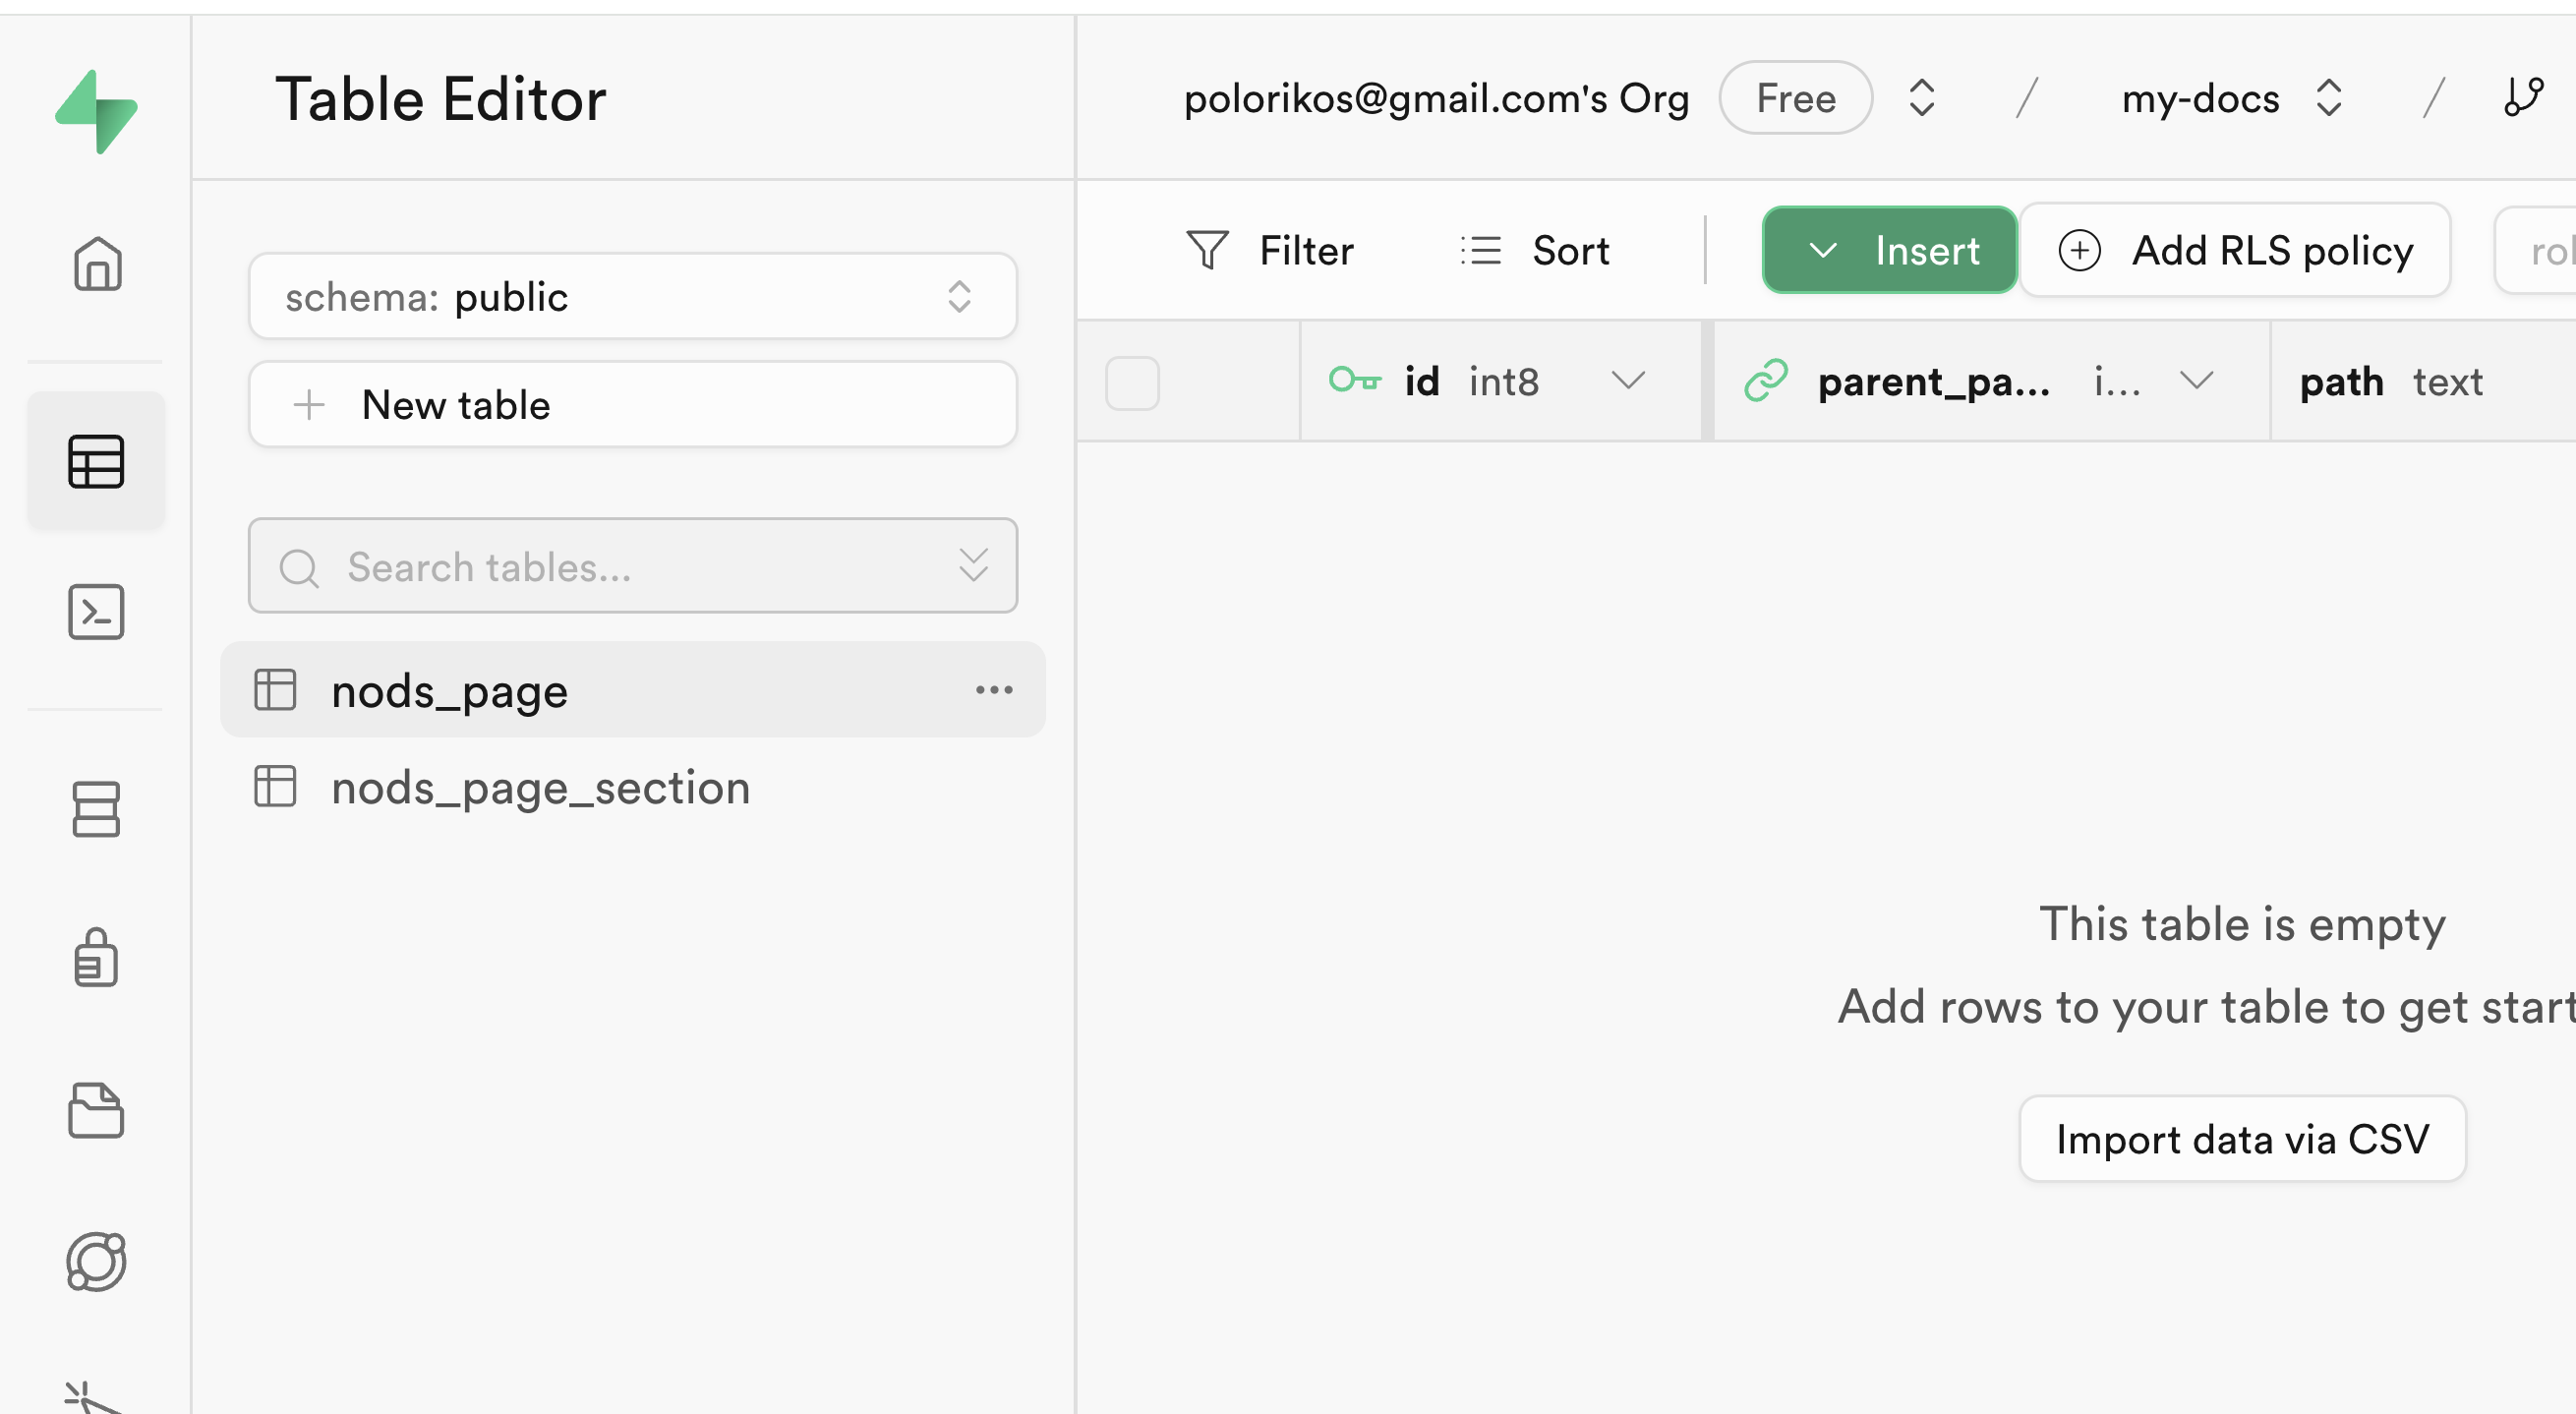 Table Editor
polorikos@gmail.com's Org Free / my-docs /
schema: public
New table
Search tables...
nods_page
nods_page_section
Filter Sort Insert Add RLS policy
id int8 parent_pa... i... path text
This table is empty
Add rows to your table to get
Import data via CSV